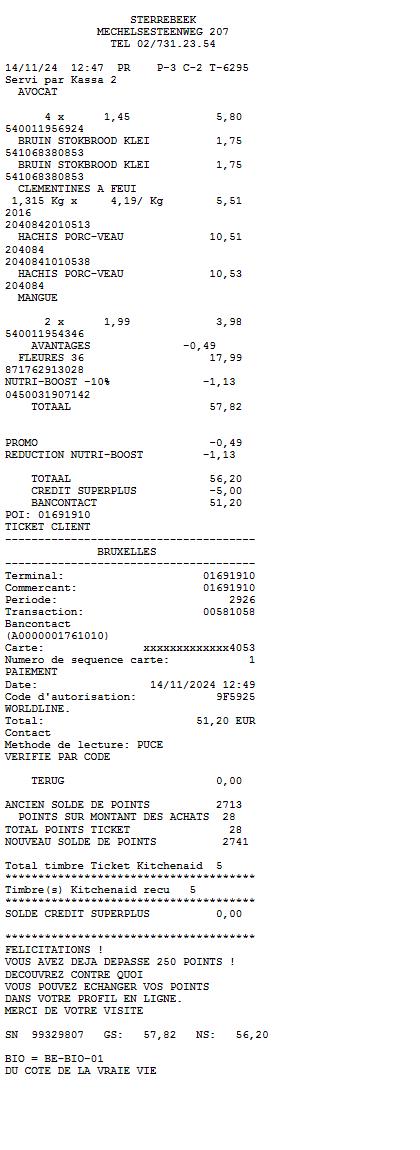 STERREBEEK
MECHELSESTEENWEG 207
TEL 02/731.23.54
14/11/24 12:47 PR P-3 C-2 T-6295
Servi par Kassa 2
AVOCAT
4 x 1,45 5,80
540011956924
BRUIN STOKBROOD KLEI 1,75
541068380853
BRUIN STOKBROOD KLEI 1,75
541068380853
CLEMENTINES A FEUI
1,315 Kg x 4,19/ Kg 5,51
2016
2040842010513
HACHIS PORC-VEAU 10,51
204084
2040841010538
HACHIS PORC-VEAU 10,53
204084
MANGUE
2 x 1,99 3,98
540011954346
AVANTAGES -0,49
FLEURES 36 17,99
871762913028
NUTRI-BOOST -10% -1,13
0450031907142
TOTAAL 57,82
PROMO -0,49
REDUCTION NUTRI-BOOST -1,13
TOTAAL 56,20
CREDIT SUPERPLUS -5,00
BANCONTACT 51,20
POI: 01691910
TICKET CLIENT
--------------------------------------
BRUXELLES
--------------------------------------
Terminal: 01691910
Commercant: 01691910
Periode: 2926
Transaction: 00581058
Bancontact
(A0000001761010)
Carte: xxxxxxxxxxxxx4053
Numero de sequence carte: 1
PAIEMENT
Date: 14/11/2024 12:49
Code d'autorisation: 9F5925
WORLDLINE.
Total: 51,20 EUR
Contact
Methode de lecture: PUCE
VERIFIE PAR CODE
TERUG 0,00
ANCIEN SOLDE DE POINTS 2713
POINTS SUR MONTANT DES ACHATS 28
TOTAL POINTS TICKET 28
NOUVEAU SOLDE DE POINTS 2741
Total timbre Ticket Kitchenaid 5
**************************************
Timbre(s) Kitchenaid recu 5
**************************************
SOLDE CREDIT SUPERPLUS 0,00
**************************************
FELICITATIONS !
VOUS AVEZ DEJA DEPASSE 250 POINTS !
DECOUVREZ CONTRE QUOI
VOUS POUVEZ ECHANGER VOS POINTS
DANS VOTRE PROFIL EN LIGNE.
MERCI DE VOTRE VISITE
SN 99329807 GS: 57,82 NS: 56,20
BIO = BE-BIO-01
DU COTE DE LA VRAIE VIE